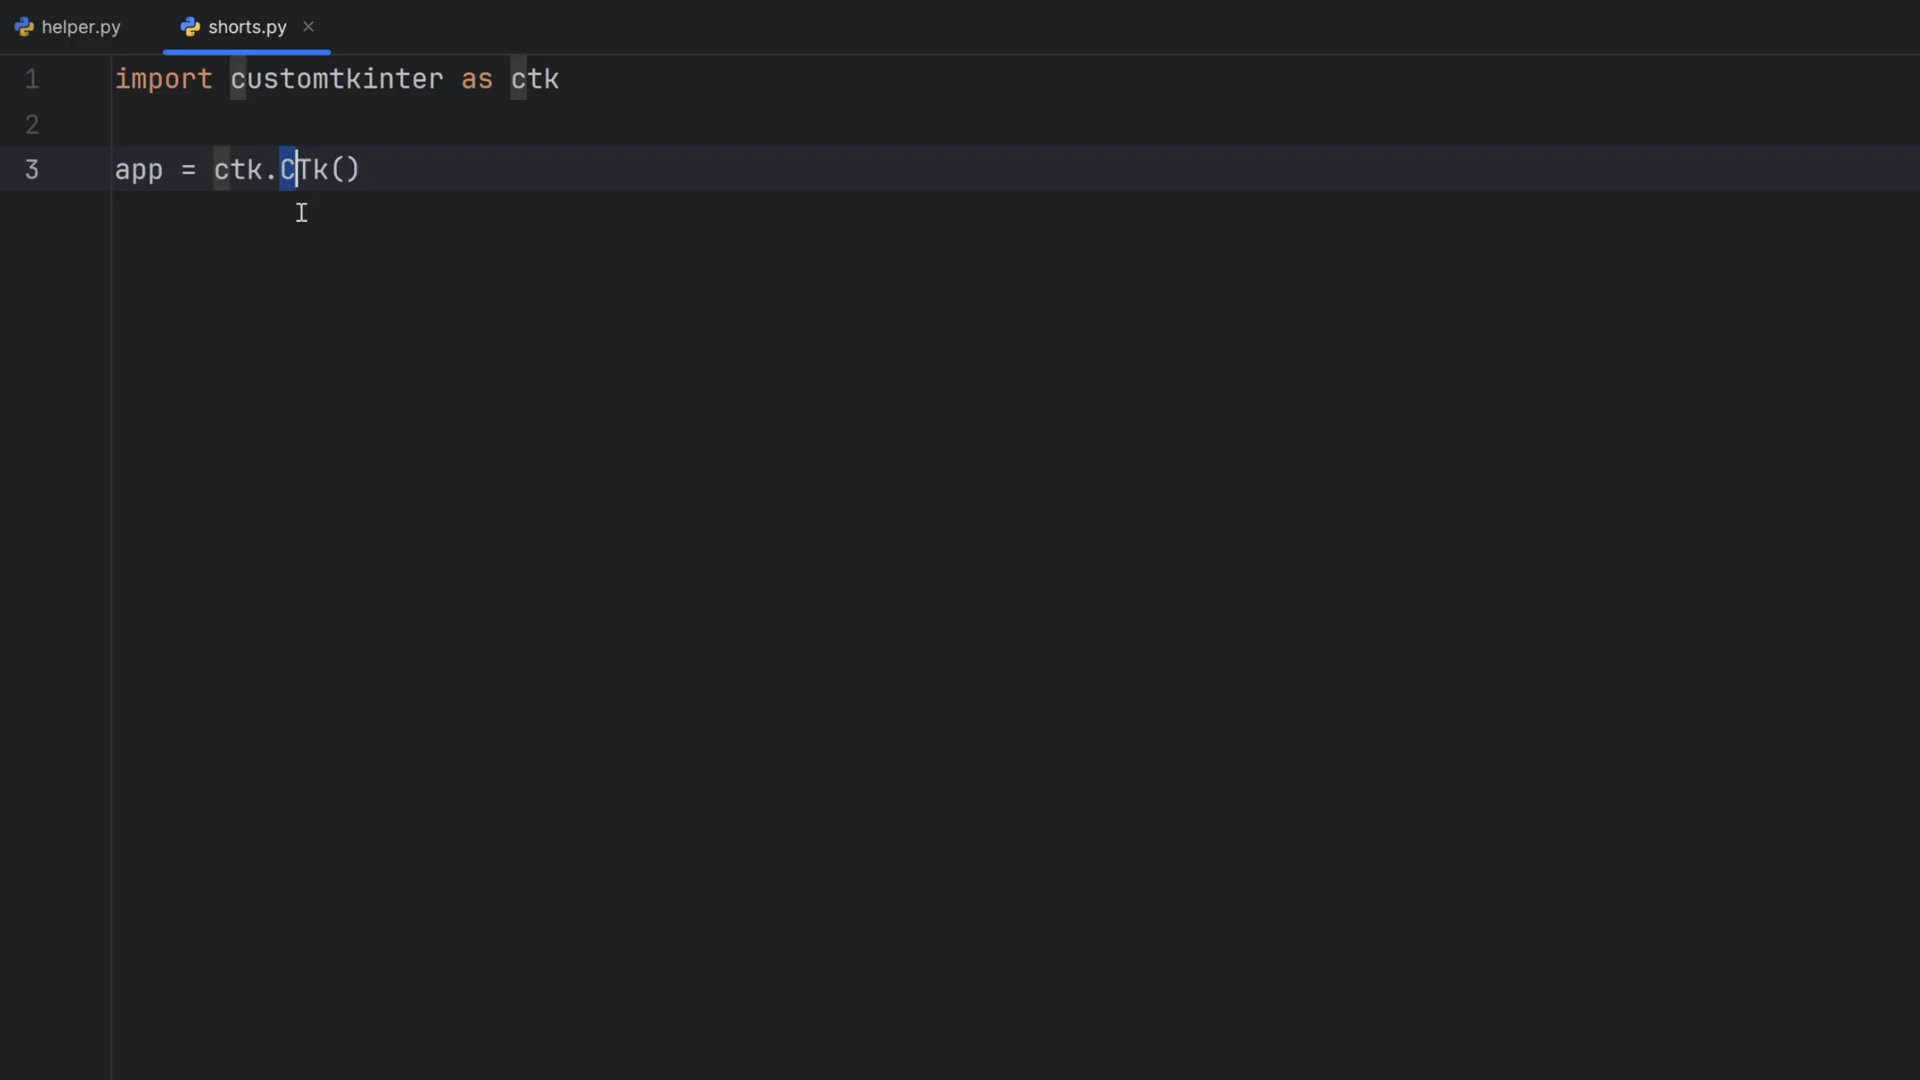 helper.py
shorts.py
1 import customtkinter as ctk
2
3 app = ctk.CTk()